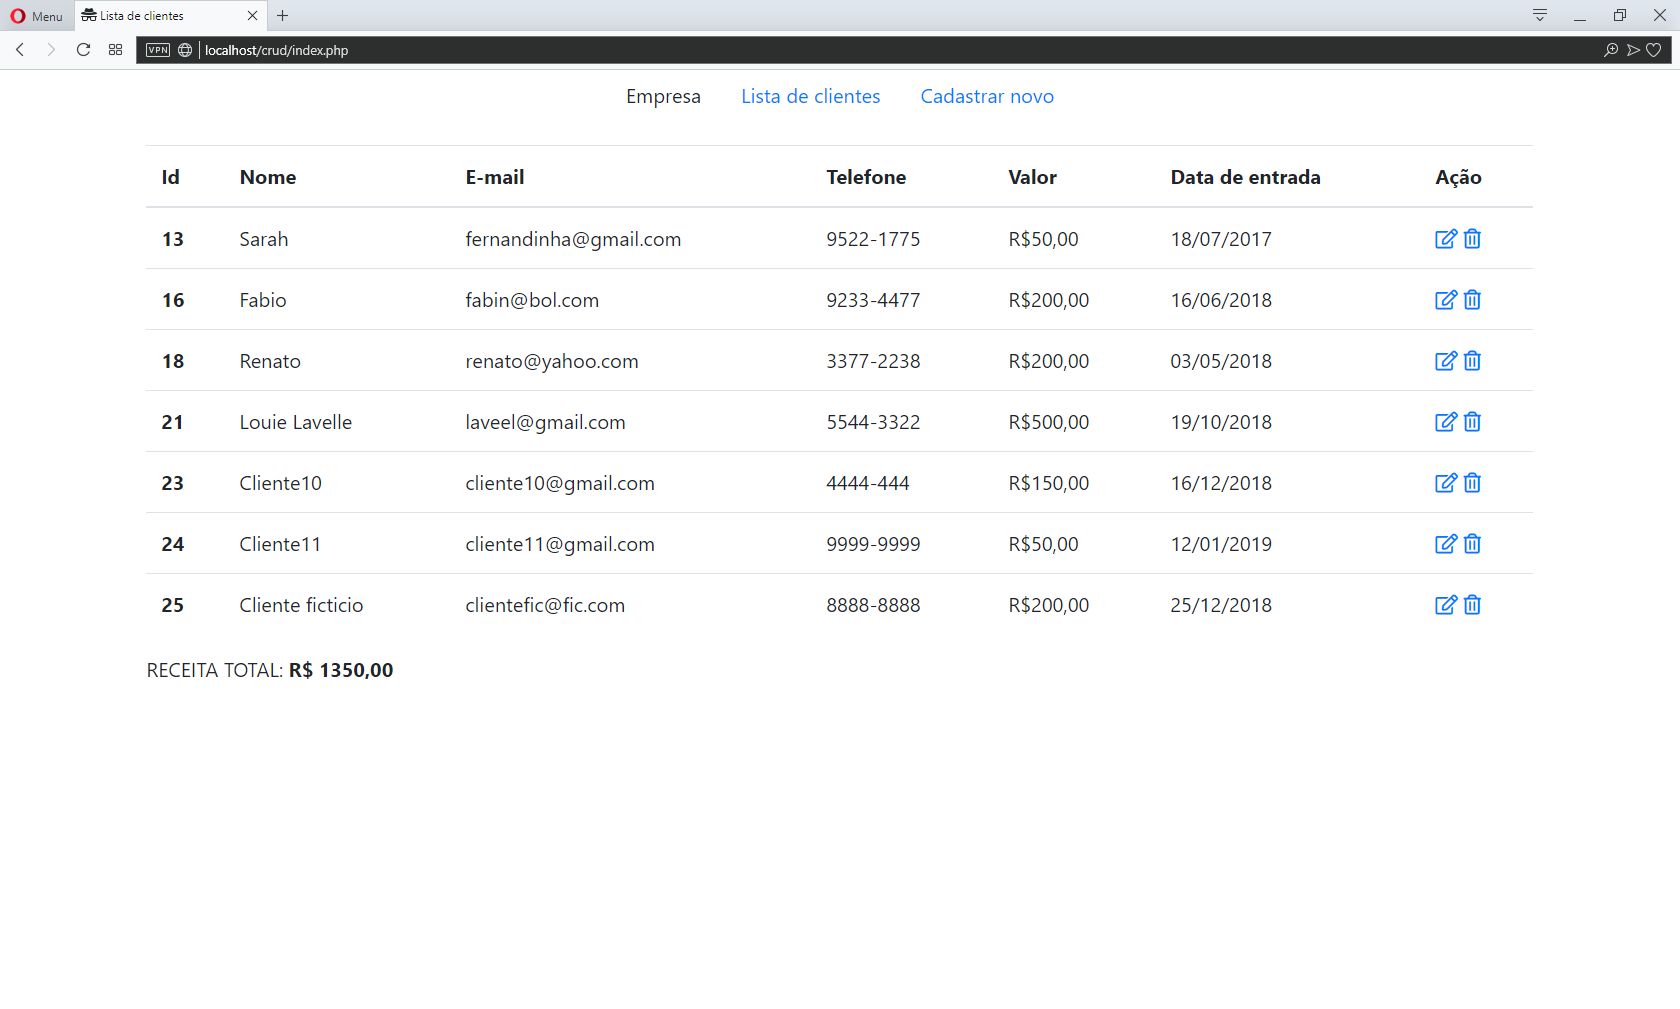 Menu
Lista de clientes
VPN localhost/crud/index.php
Empresa Lista de clientes Cadastrar novo
Id Nome E-mail Telefone Valor Data de entrada Ação
13 Sarah fernandinha@gmail.com 9522-1775 R$50,00 18/07/2017
16 Fabio fabin@bol.com 9233-4477 R$200,00 16/06/2018
18 Renato renato@yahoo.com 3377-2238 R$200,00 03/05/2018
21 Louie Lavelle laveel@gmail.com 5544-3322 R$500,00 19/10/2018
23 Cliente10 cliente10@gmail.com 4444-444 R$150,00 16/12/2018
24 Cliente11 cliente11@gmail.com 9999-9999 R$50,00 12/01/2019
25 Cliente ficticio clientefic@fic.com 8888-8888 R$200,00 25/12/2018
RECEITA TOTAL: R$ 1350,00